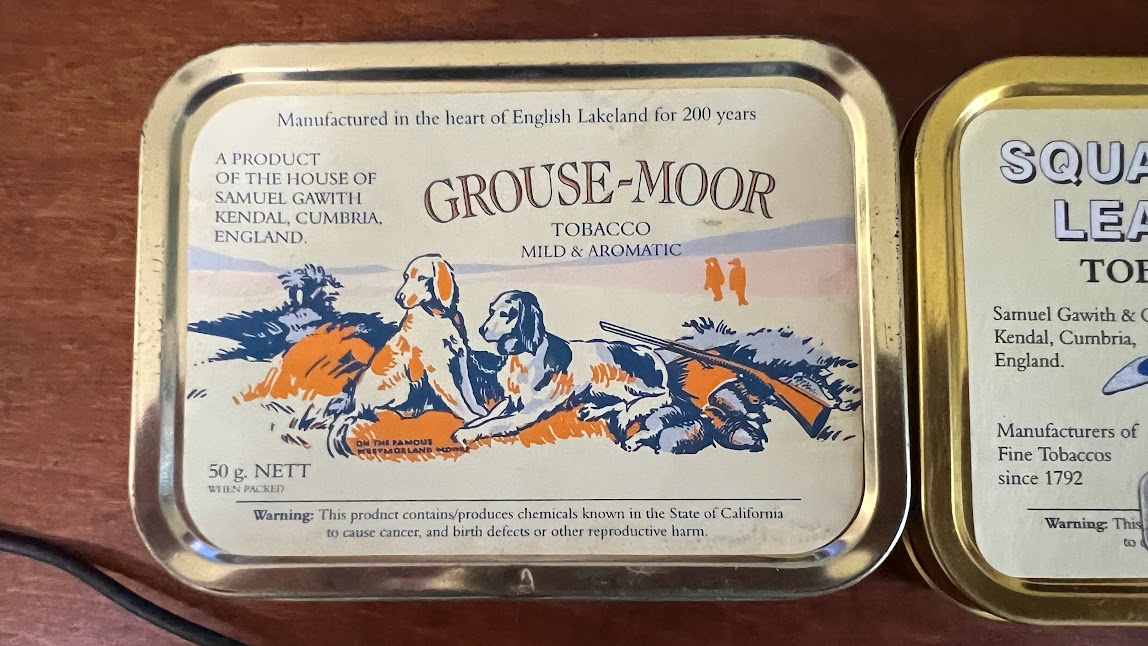 Manufactured in the heart of English Lakeland for 200 years
A PRODUCT
OF THE HOUSE OF
SAMUEL GAWITH
KENDAL, CUMBRIA,
ENGLAND.
GROUSE-MOOR
TOBACCO
MILD & AROMATIC
ON THE FAMOUS
WESTMORLAND MOORS
50 g. NETT
WHEN PACKED
Warning: This product contains/produces chemicals known in the State of California
to cause cancer, and birth defects or other reproductive harm.
SQUA
LEA
TOB
Samuel Gawith & C
Kendal, Cumbria,
England.
Manufacturers of
Fine Tobaccos
since 1792
Warning: This
to c